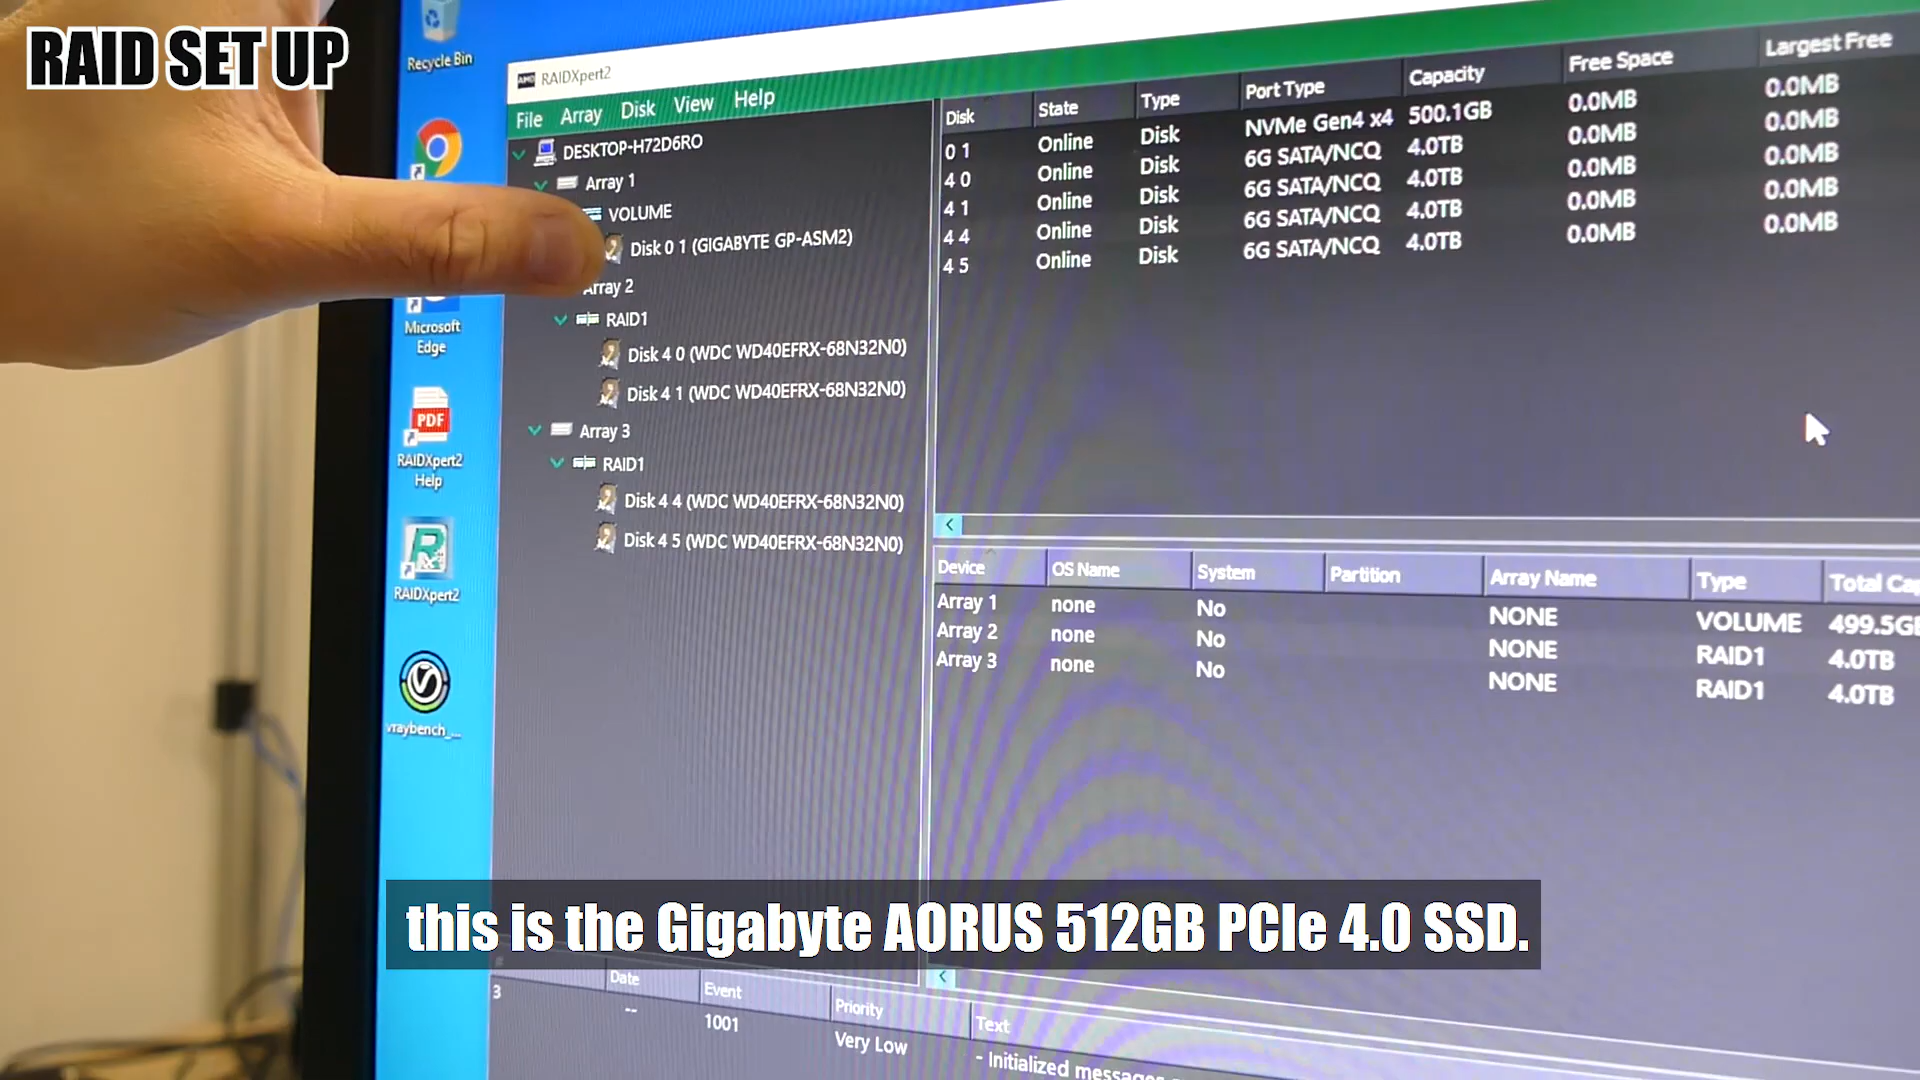 RAID SET UP
Recycle Bin
Microsoft
Edge
PDF
RAIDXpert2
Help
RAIDXpert2
vraybench_...
AMD RAIDXpert2
File Array Disk View Help
DESKTOP-H72D6RO
Array 1
VOLUME
Disk 0 1 (GIGABYTE GP-ASM2)
Array 2
RAID1
Disk 4 0 (WDC WD40EFRX-68N32N0)
Disk 4 1 (WDC WD40EFRX-68N32N0)
Array 3
RAID1
Disk 4 4 (WDC WD40EFRX-68N32N0)
Disk 4 5 (WDC WD40EFRX-68N32N0)
Disk State Type Port Type Capacity Free Space Largest Free
0 1 Online Disk NVMe Gen4 x4 500.1GB 0.0MB 0.0MB
4 0 Online Disk 6G SATA/NCQ 4.0TB 0.0MB 0.0MB
4 1 Online Disk 6G SATA/NCQ 4.0TB 0.0MB 0.0MB
4 4 Online Disk 6G SATA/NCQ 4.0TB 0.0MB 0.0MB
4 5 Online Disk 6G SATA/NCQ 4.0TB 0.0MB 0.0MB
Device OS Name System Partition Array Name Type Total Cap
Array 1 none No NONE VOLUME 499.5GB
Array 2 none No NONE RAID1 4.0TB
Array 3 none No NONE RAID1 4.0TB
this is the Gigabyte AORUS 512GB PCIe 4.0 SSD.
# Date Event Priority Text
3 -- 1001 Very Low - Initialized messages